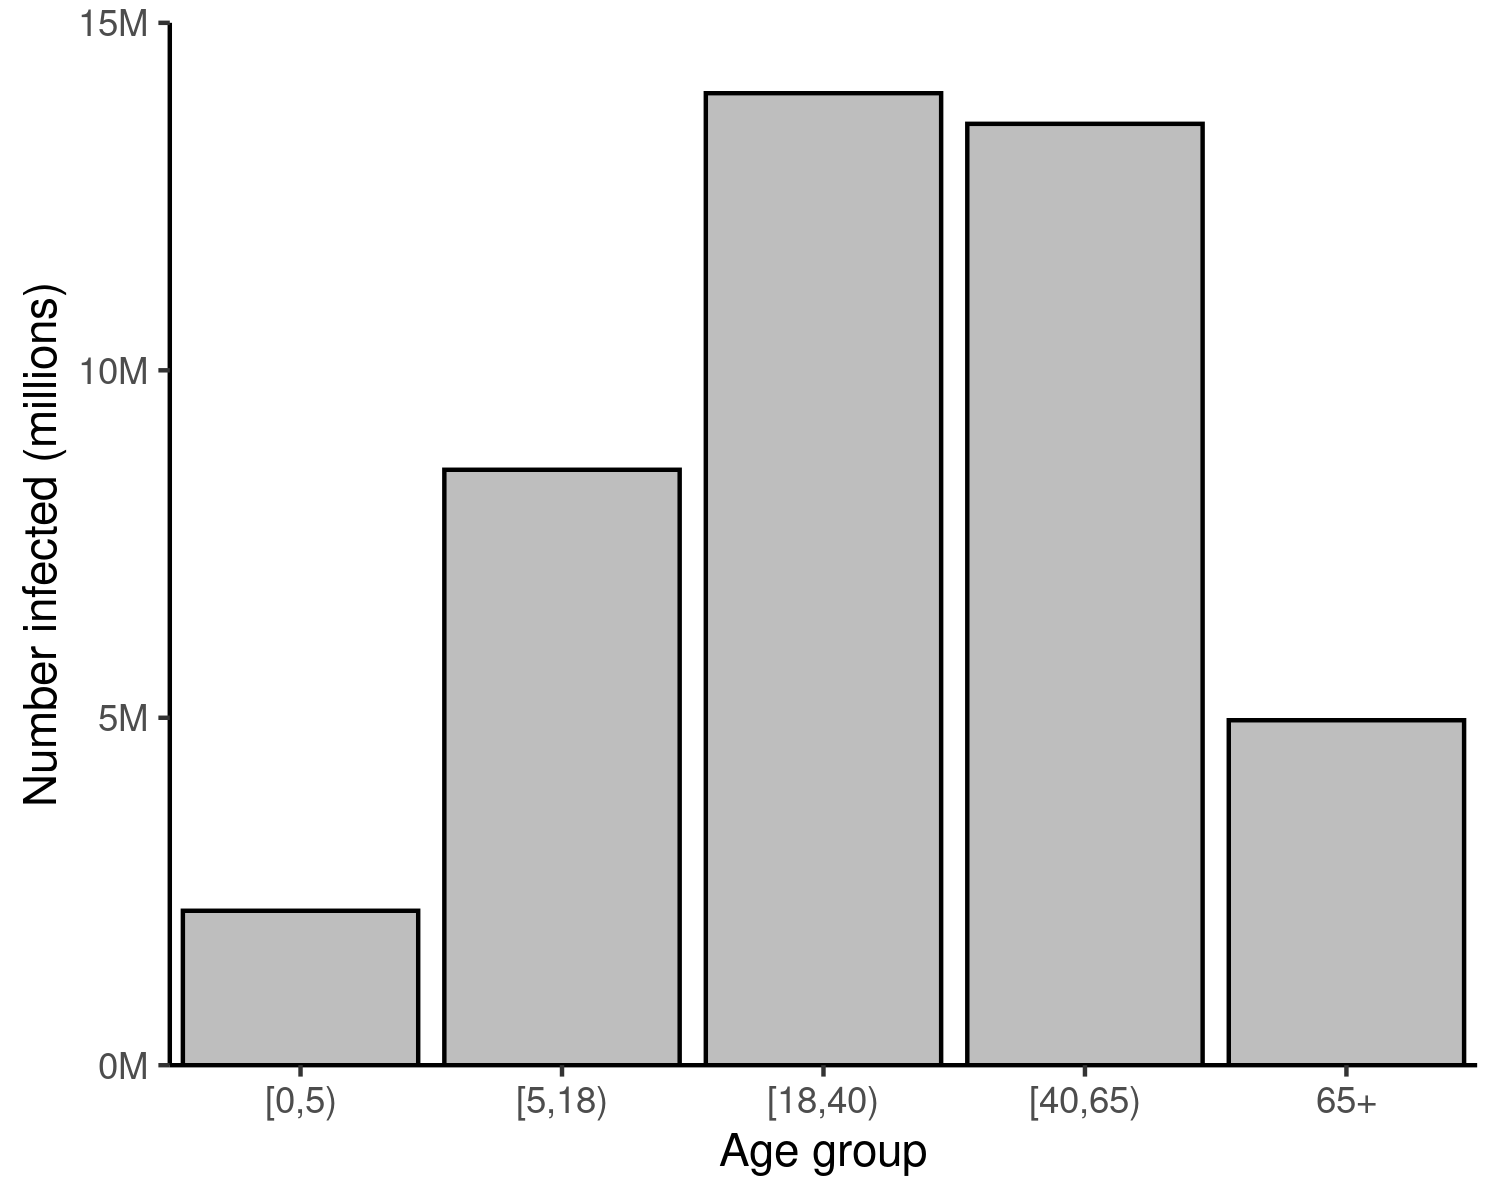 15M
10M
5M
0M
Number infected (millions)
[0,5)
[5,18)
[18,40)
[40,65)
65+
Age group